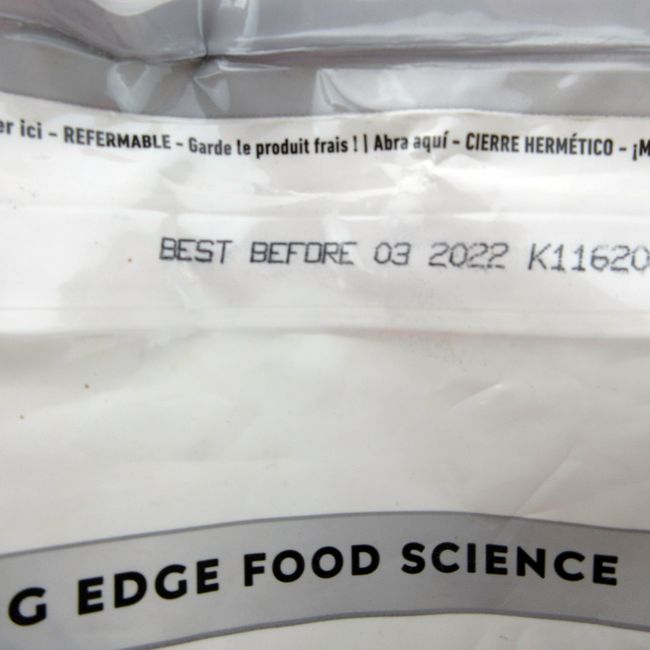 er ici - REFERMABLE - Garde le produit frais ! | Abra aquí - CIERRE HERMÉTICO - ¡M
BEST BEFORE 03 2022 K11620
G EDGE FOOD SCIENCE